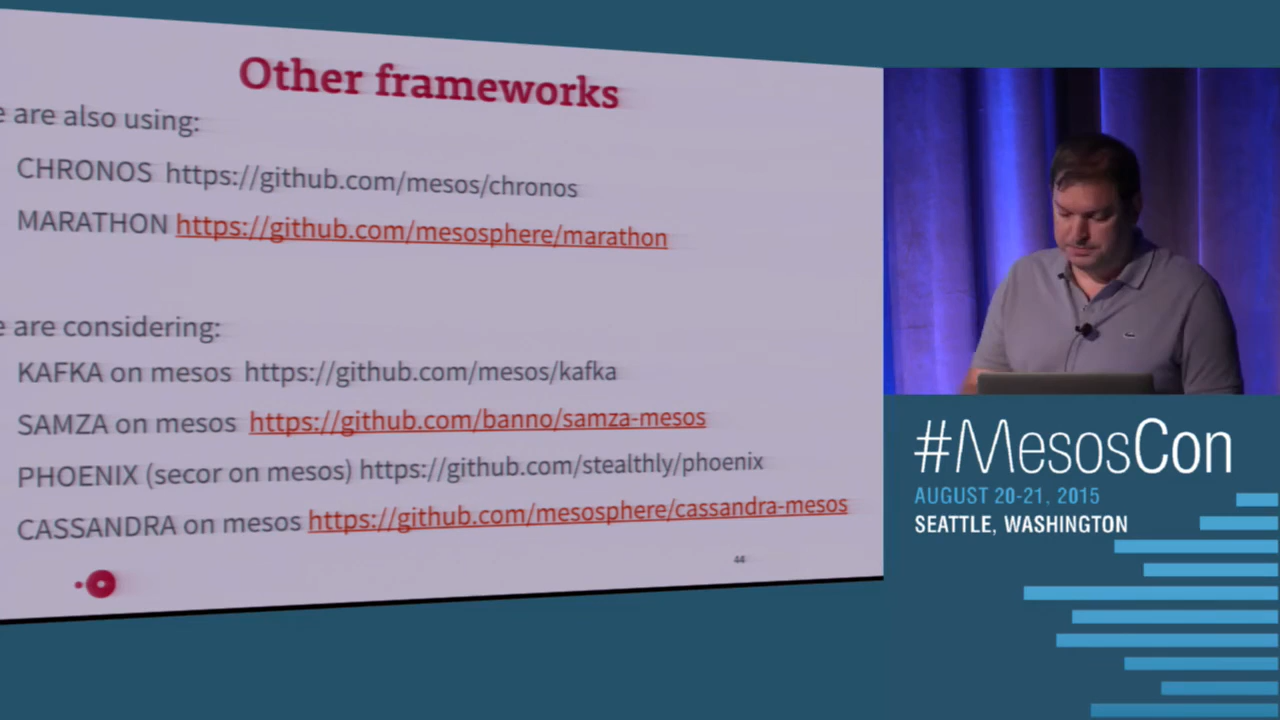 Other frameworks
e are also using:
CHRONOS https://github.com/mesos/chronos
MARATHON https://github.com/mesosphere/marathon
e are considering:
KAFKA on mesos https://github.com/mesos/kafka
SAMZA on mesos https://github.com/banno/samza-mesos
PHOENIX (secor on mesos) https://github.com/stealthly/phoenix
CASSANDRA on mesos https://github.com/mesosphere/cassandra-mesos
44
#MesosCon
AUGUST 20-21, 2015
SEATTLE, WASHINGTON